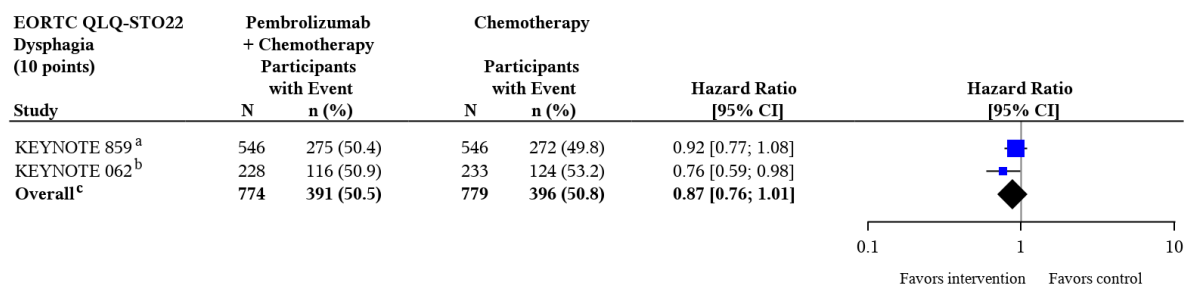 EORTC QLQ-STO22 Pembrolizumab Chemotherapy
Dysphagia + Chemotherapy
(10 points) Participants Participants
with Event with Event Hazard Ratio Hazard Ratio
Study N n (%) N n (%) [95% CI] [95% CI]
KEYNOTE 859 a 546 275 (50.4) 546 272 (49.8) 0.92 [0.77; 1.08]
KEYNOTE 062 b 228 116 (50.9) 233 124 (53.2) 0.76 [0.59; 0.98]
Overall c 774 391 (50.5) 779 396 (50.8) 0.87 [0.76; 1.01]
0.1 1 10
Favors intervention Favors control